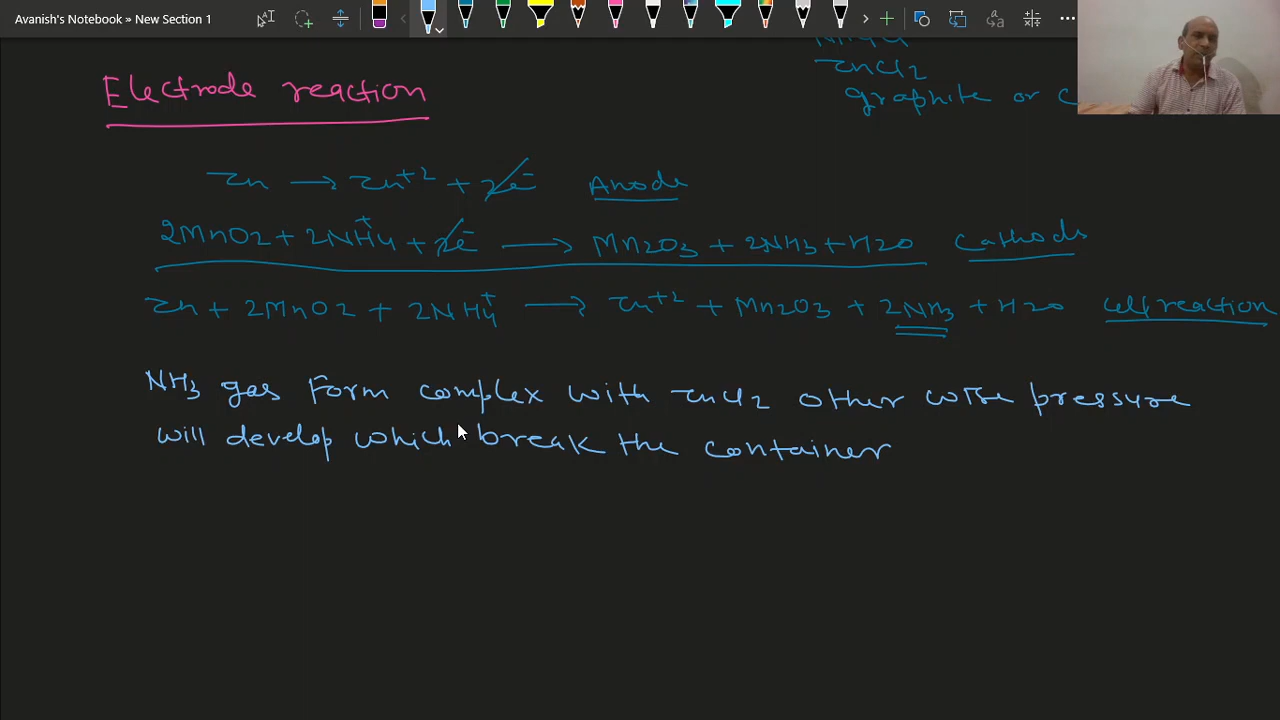 Avanish's Notebook » New Section 1
ZnCl2
graphite or C
Electrode reaction
Zn → Zn+2 + 2e- Anode
2MnO2 + 2NH4+ + 2e- → Mn2O3 + 2NH3 + H2O Cathods
Zn + 2MnO2 + 2NH4+ → Zn+2 + Mn2O3 + 2NH3 + H2O Cell reaction
NH3 gas Form complex with ZnCl2 other wise pressure
will develop which break the container